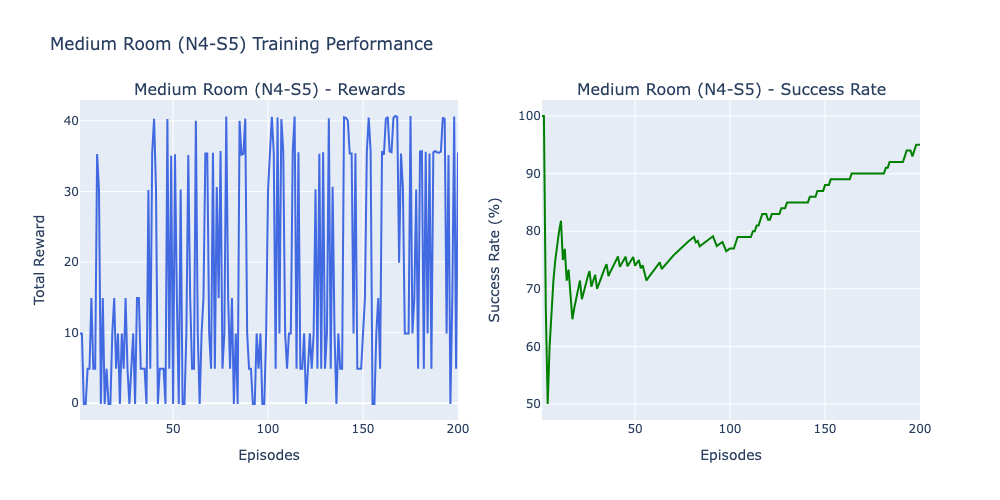 Medium Room (N4-S5) Training Performance
Medium Room (N4-S5) - Rewards
Total Reward
40
30
20
10
0
50
100
150
200
Episodes
Medium Room (N4-S5) - Success Rate
Success Rate (%)
100
90
80
70
60
50
50
100
150
200
Episodes